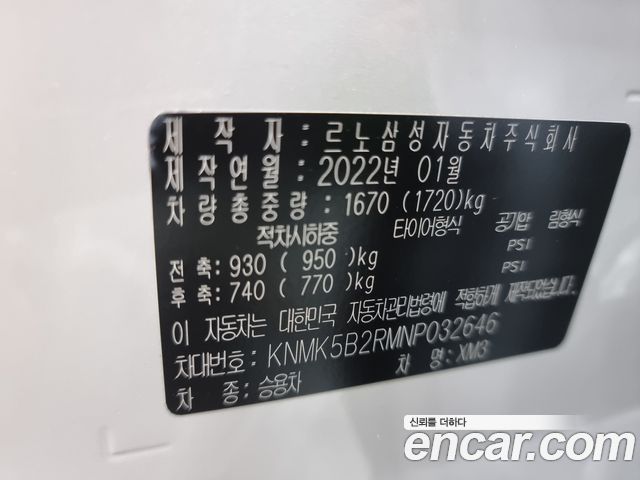 제 작 자 : 르노삼성자동차주식회사
제작연월 : 2022년 01월
차량총중량 : 1670 (1720)kg
적차시하중 타이어형식 공기압 림형식
전 축: 930 ( 950 )kg PSI
후 축: 740 ( 770 )kg PSI
이 자동차는 대한민국 자동차관리법령에 적합하게 제작되었습니다.
차대번호: KNMK5B2RMNP032646
차 종: 승용차 차 명: XM3
신뢰를 더하다
encar.com